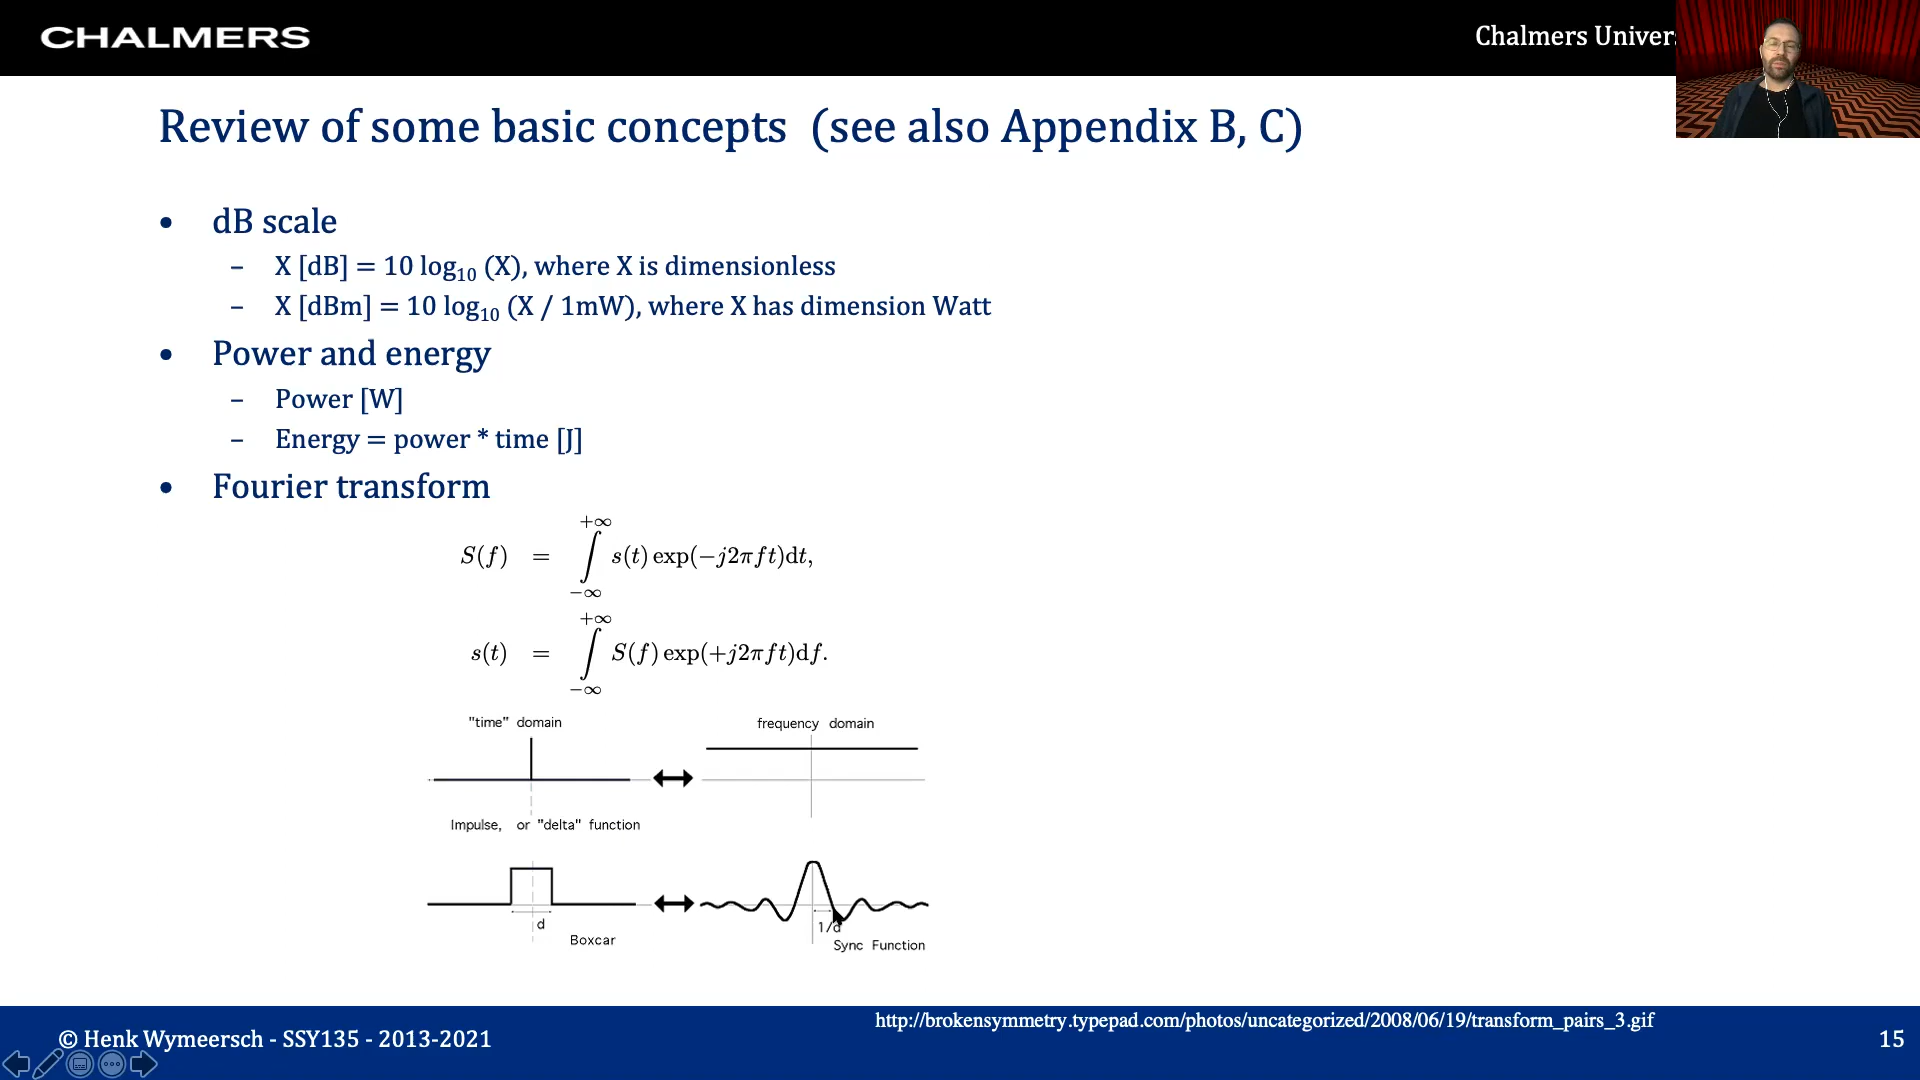 CHALMERS
Chalmers Univer
Review of some basic concepts (see also Appendix B, C)
• dB scale
– X [dB] = 10 log₁₀ (X), where X is dimensionless
– X [dBm] = 10 log₁₀ (X / 1mW), where X has dimension Watt
• Power and energy
– Power [W]
– Energy = power * time [J]
• Fourier transform
S(f) = ∫_{−∞}^{+∞} s(t) exp(−j2πft)dt,
s(t) = ∫_{−∞}^{+∞} S(f) exp(+j2πft)df.
"time" domain
frequency domain
Impulse, or "delta" function
d
Boxcar
1/d
Sync Function
http://brokensymmetry.typepad.com/photos/uncategorized/2008/06/19/transform_pairs_3.gif
© Henk Wymeersch - SSY135 - 2013-2021
15